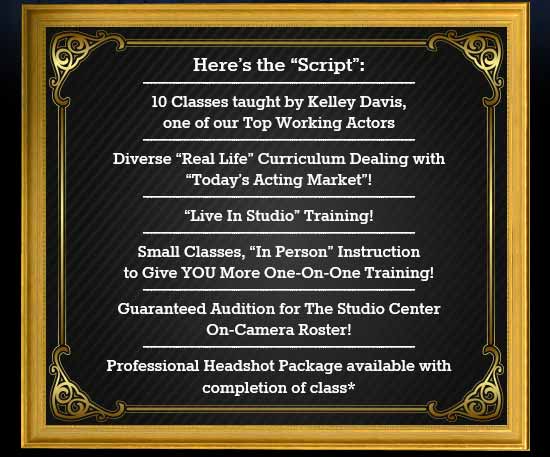 Here's the “Script”:
10 Classes taught by Kelley Davis,
one of our Top Working Actors
Diverse “Real Life” Curriculum Dealing with
“Today's Acting Market”!
“Live In Studio” Training!
Small Classes, “In Person” Instruction
to Give YOU More One-On-One Training!
Guaranteed Audition for The Studio Center
On-Camera Roster!
Professional Headshot Package available with
completion of class*